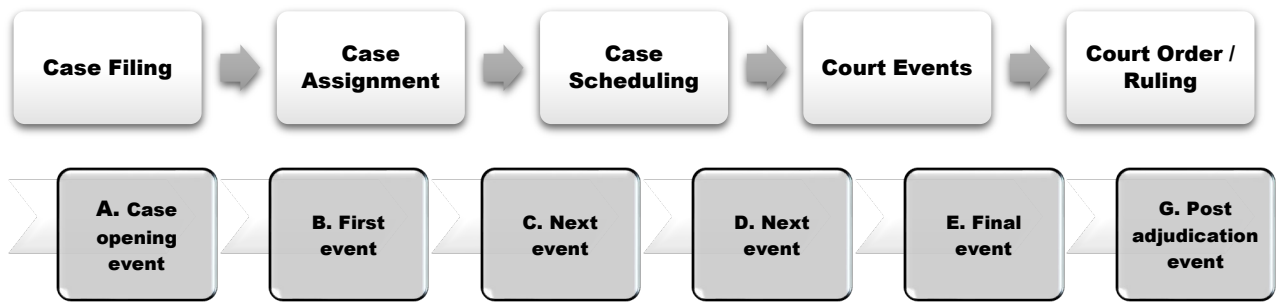 Case Filing
Case
Assignment
Case
Scheduling
Court Events
Court Order /
Ruling
A. Case
opening
event
B. First
event
C. Next
event
D. Next
event
E. Final
event
G. Post
adjudication
event